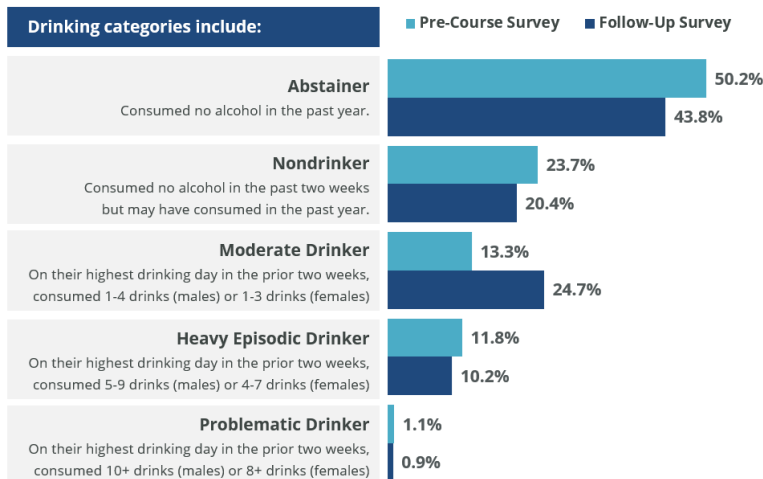 Drinking categories include:
Pre-Course Survey
Follow-Up Survey
Abstainer
Consumed no alcohol in the past year.
50.2%
43.8%
Nondrinker
Consumed no alcohol in the past two weeks
but may have consumed in the past year.
23.7%
20.4%
Moderate Drinker
On their highest drinking day in the prior two weeks,
consumed 1-4 drinks (males) or 1-3 drinks (females)
13.3%
24.7%
Heavy Episodic Drinker
On their highest drinking day in the prior two weeks,
consumed 5-9 drinks (males) or 4-7 drinks (females)
11.8%
10.2%
Problematic Drinker
On their highest drinking day in the prior two weeks,
consumed 10+ drinks (males) or 8+ drinks (females)
1.1%
0.9%